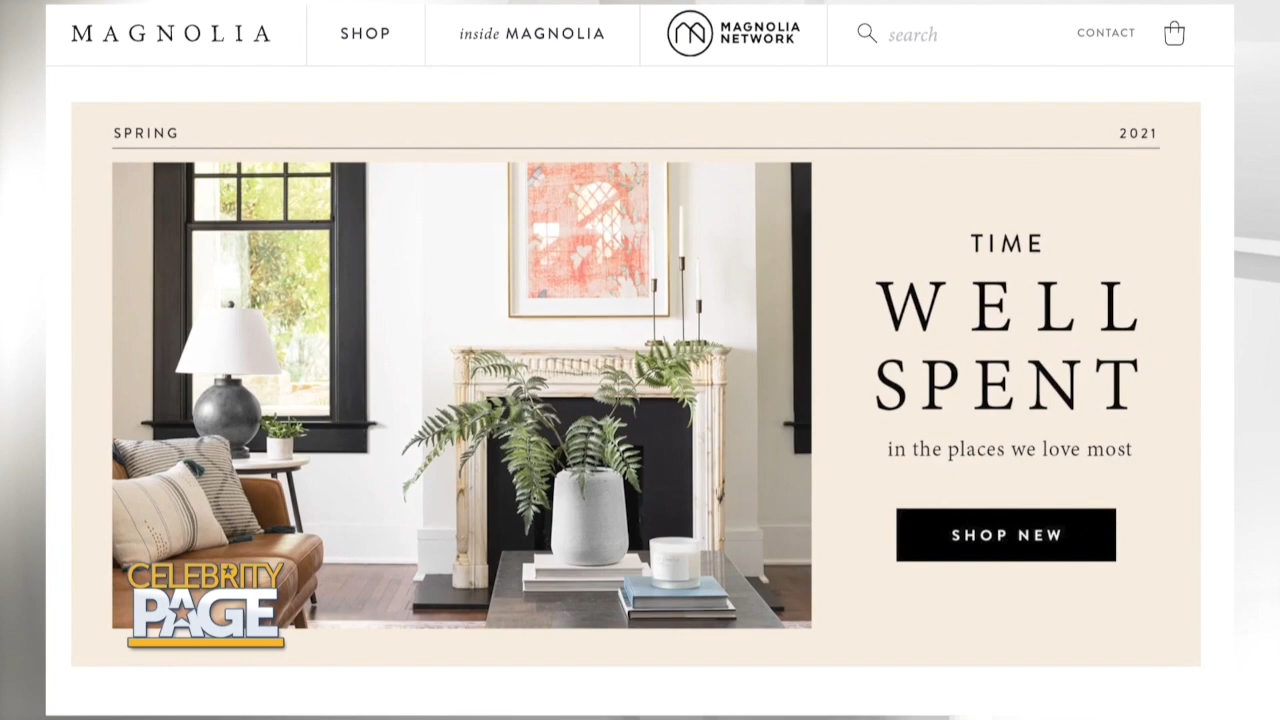 MAGNOLIA
SHOP
inside MAGNOLIA
MAGNOLIA
NETWORK
search
CONTACT
SPRING
2021
TIME
WELL
SPENT
in the places we love most
SHOP NEW
CELEBRITY
PAGE